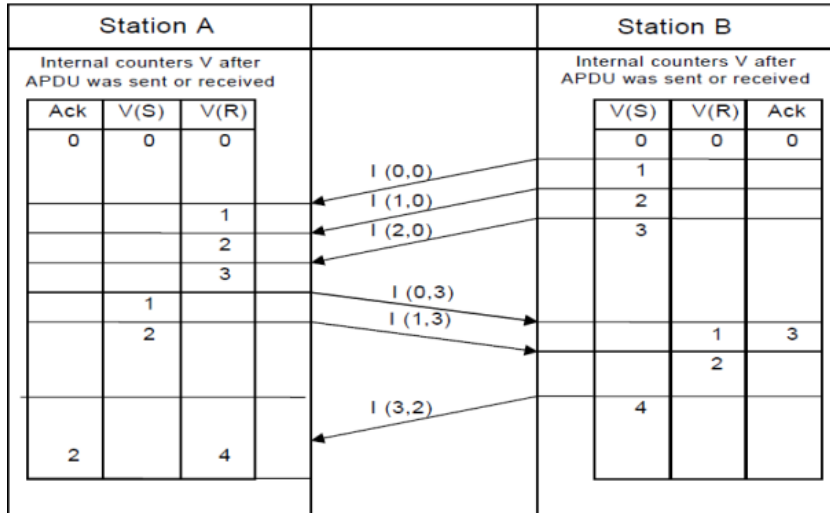 Station A
Station B
Internal counters V after
APDU was sent or received
Internal counters V after
APDU was sent or received
Ack V(S) V(R)
V(S) V(R) Ack
0 0 0
0 0 0
I (0,0)
1
I (1,0)
1
2
I (2,0)
2
3
3
I (0,3)
1
I (1,3)
2
1 3
2
I (3,2)
4
2 4